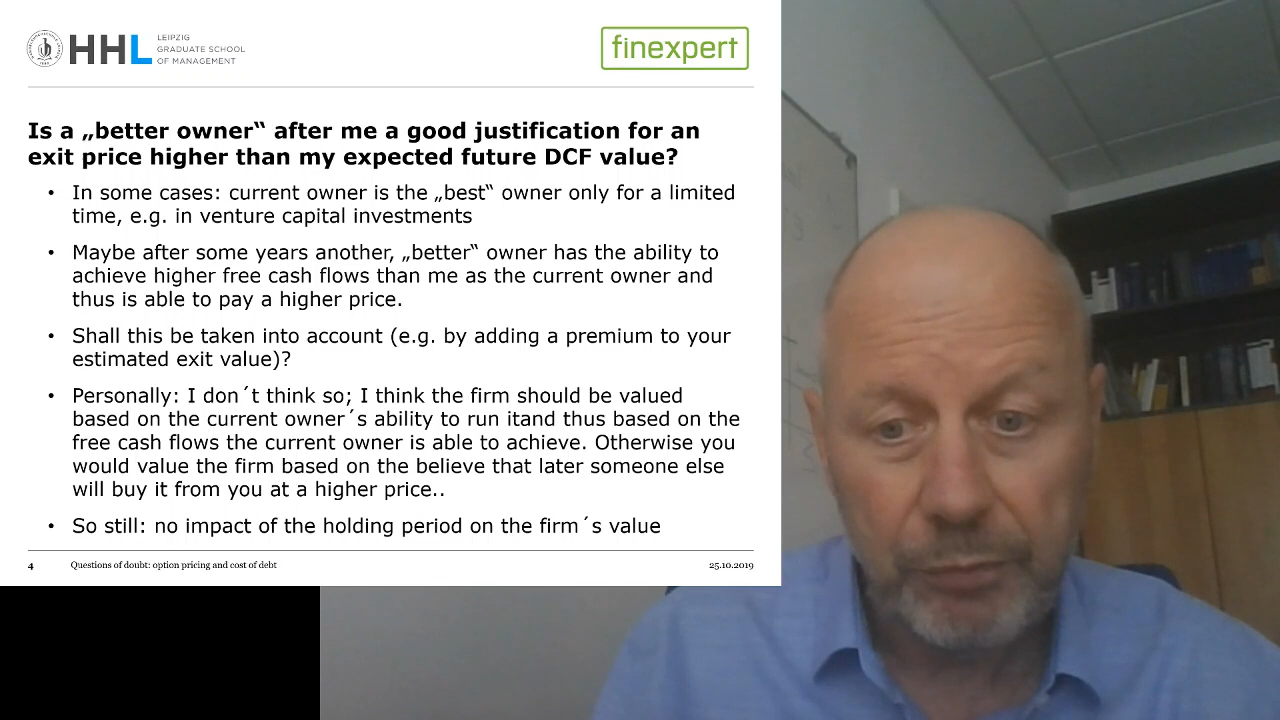 HHL
LEIPZIG
GRADUATE SCHOOL
OF MANAGEMENT
finexpert
Is a „better owner“ after me a good justification for an
exit price higher than my expected future DCF value?
• In some cases: current owner is the „best“ owner only for a limited
time, e.g. in venture capital investments
• Maybe after some years another, „better“ owner has the ability to
achieve higher free cash flows than me as the current owner and
thus is able to pay a higher price.
• Shall this be taken into account (e.g. by adding a premium to your
estimated exit value)?
• Personally: I don´t think so; I think the firm should be valued
based on the current owner´s ability to run itand thus based on the
free cash flows the current owner is able to achieve. Otherwise you
would value the firm based on the believe that later someone else
will buy it from you at a higher price..
• So still: no impact of the holding period on the firm´s value
4 Questions of doubt: option pricing and cost of debt 25.10.2019